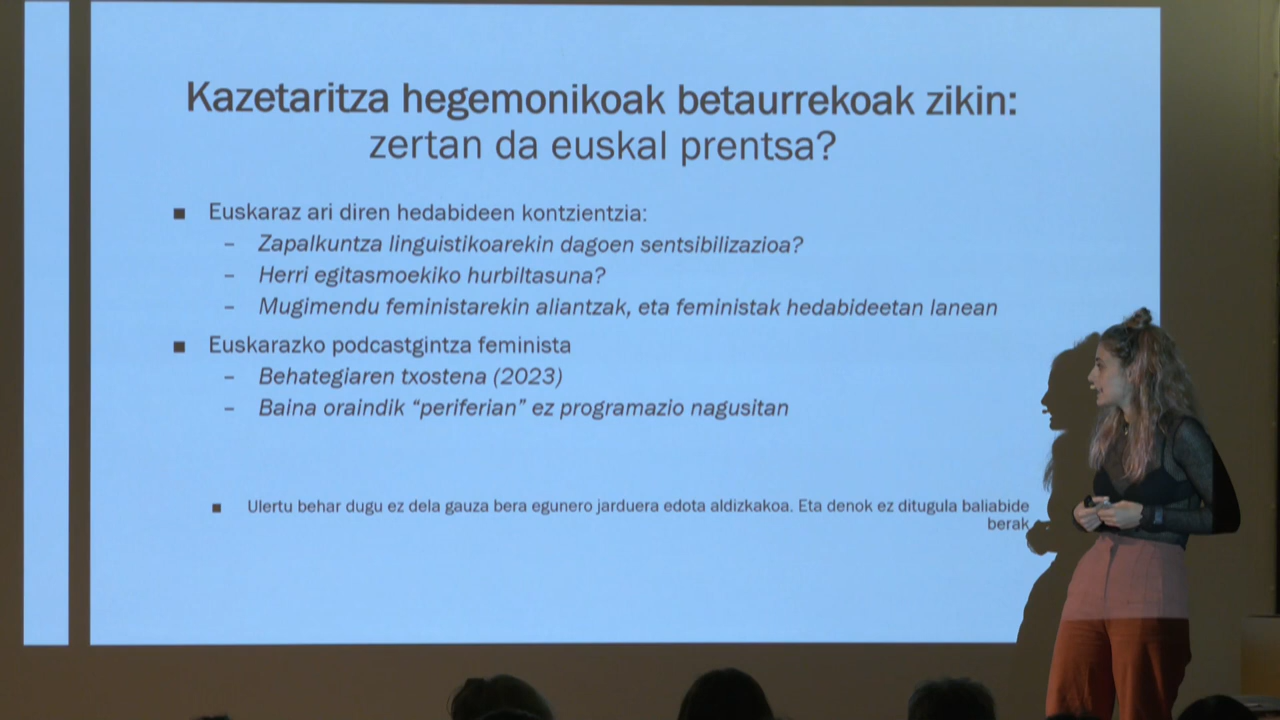 Kazetaritza hegemonikoak betaurrekoak zikin:
zertan da euskal prentsa?
▪ Euskaraz ari diren hedabideen kontzientzia:
– Zapalkuntza linguistikoarekin dagoen sentsibilizazioa?
– Herri egitasmoekiko hurbiltasuna?
– Mugimendu feministarekin aliantzak, eta feministak hedabideetan lanean
▪ Euskarazko podcastgintza feminista
– Behategiaren txostena (2023)
– Baina oraindik “periferian” ez programazio nagusitan
▪ Ulertu behar dugu ez dela gauza bera egunero jarduera edota aldizkakoa. Eta denok ez ditugula baliabide
berak